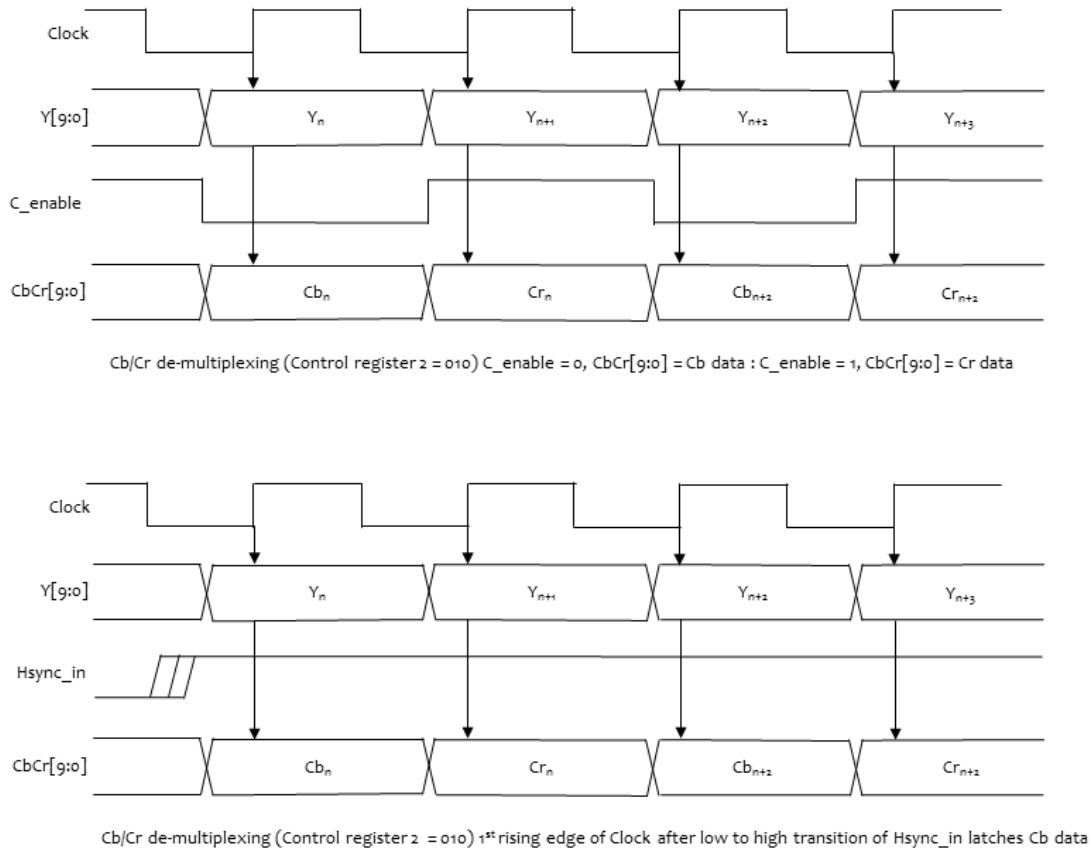 Clock
Y[9:0]
Yn Yn+1 Yn+2 Yn+3
C_enable
CbCr[9:0]
Cbn Crn Cbn+2 Crn+2
Cb/Cr de-multiplexing (Control register 2 = 010) C_enable = 0, CbCr[9:0] = Cb data : C_enable = 1, CbCr[9:0] = Cr data
Clock
Y[9:0]
Yn Yn+1 Yn+2 Yn+3
Hsync_in
CbCr[9:0]
Cbn Crn Cbn+2 Crn+2
Cb/Cr de-multiplexing (Control register 2 = 010) 1st rising edge of Clock after low to high transition of Hsync_in latches Cb data